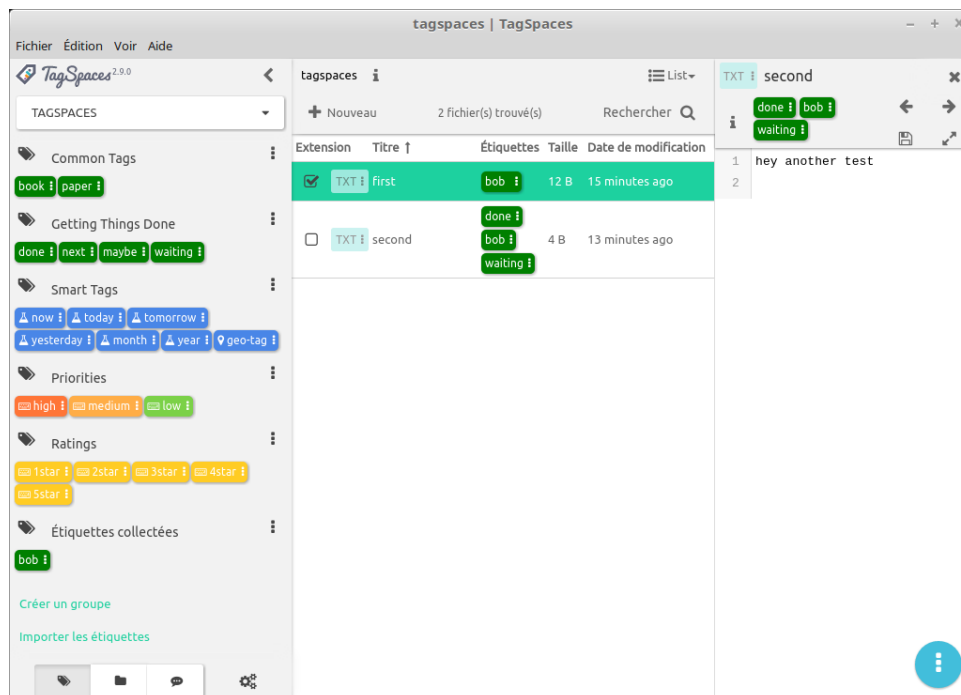 tagspaces | TagSpaces
Fichier Édition Voir Aide
TagSpaces 2.9.0
TAGSPACES
Common Tags
book paper
Getting Things Done
done next maybe waiting
Smart Tags
now today tomorrow
yesterday month year geo-tag
Priorities
high medium low
Ratings
1star 2star 3star 4star
5star
Étiquettes collectées
bob
Créer un groupe
Importer les étiquettes
tagspaces List
Nouveau 2 fichier(s) trouvé(s) Rechercher
Extension Titre Étiquettes Taille Date de modification
TXT first bob 12 B 15 minutes ago
done
TXT second bob 4 B 13 minutes ago
waiting
TXT second
done bob
waiting
1 hey another test
2